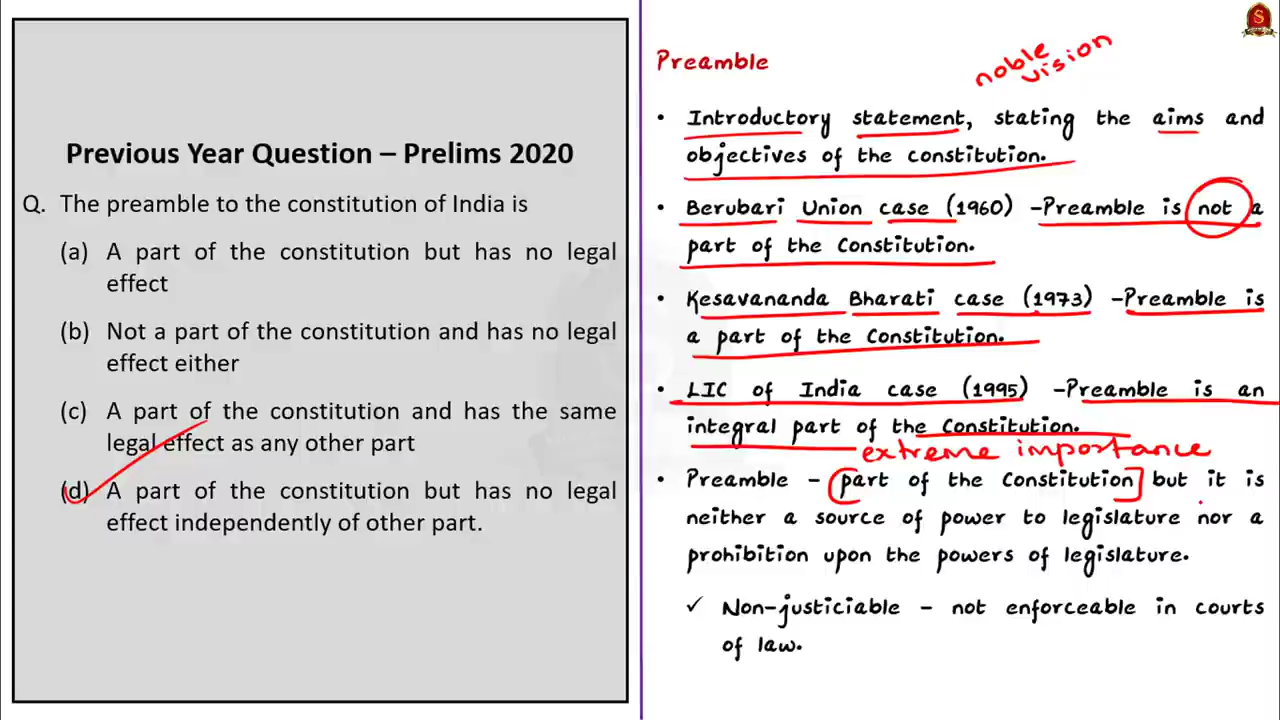 Previous Year Question – Prelims 2020
Q. The preamble to the constitution of India is
(a) A part of the constitution but has no legal
effect
(b) Not a part of the constitution and has no legal
effect either
(c) A part of the constitution and has the same
legal effect as any other part
(d) A part of the constitution but has no legal
effect independently of other part.
S
Preamble
noble
vision
• Introductory statement, stating the aims and
objectives of the constitution.
• Berubari Union case (1960) -Preamble is not a
part of the Constitution.
• Kesavananda Bharati case (1973) -Preamble is
a part of the Constitution.
• LIC of India case (1995) -Preamble is an
integral part of the Constitution.
extreme importance
• Preamble - [part of the Constitution] but it is
neither a source of power to legislature nor a
prohibition upon the powers of legislature.
✓ Non-justiciable - not enforceable in courts
of law.